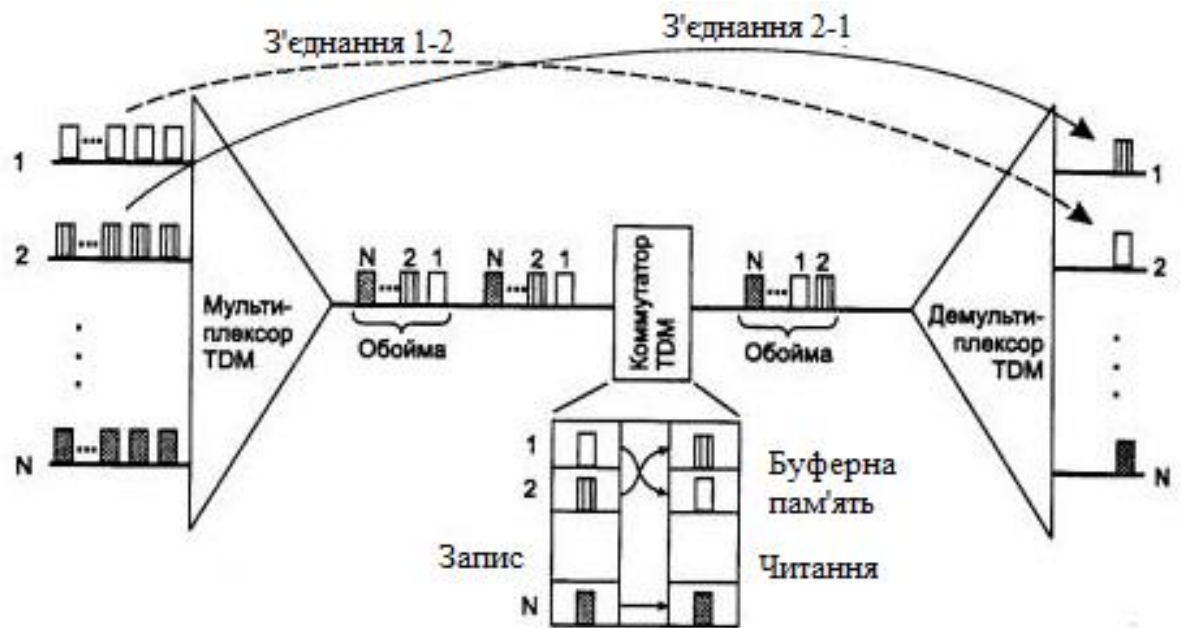 З'єднання 1-2
З'єднання 2-1
1
2
N
Мульти-
плексор
TDM
N ... 2 1
Обойма
N ... 2 1
Коммутатор
TDM
N ... 1 2
Обойма
Демульти-
плексор
TDM
1
2
N
1
2
N
Запис
Буферна
пам'ять
Читання